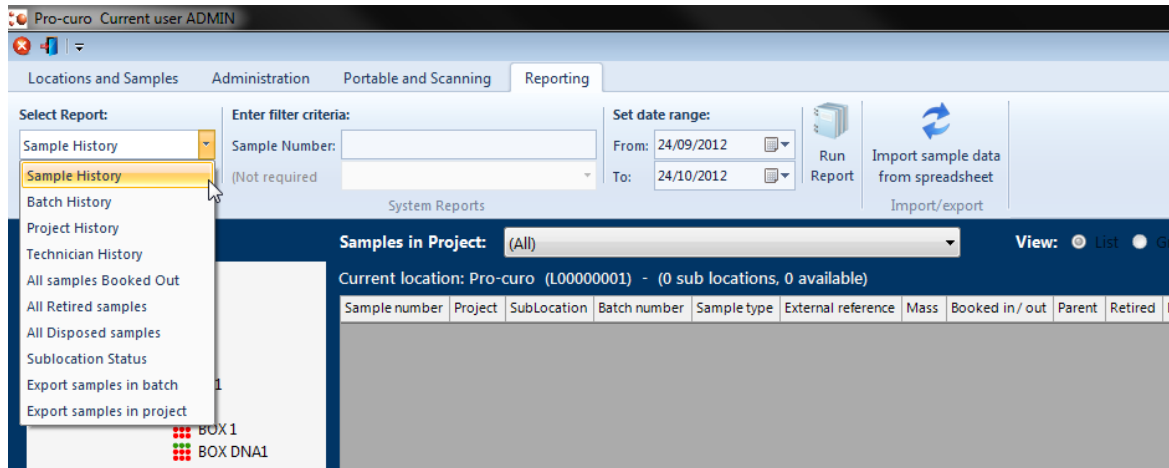 Pro-curo Current user ADMIN
Locations and Samples Administration Portable and Scanning Reporting
Select Report: Enter filter criteria: Set date range:
Sample History Sample Number: From: 24/09/2012 Run Report Import sample data from spreadsheet
(Not required To: 24/10/2012
System Reports Import/export
Sample History
Batch History
Project History
Technician History
All samples Booked Out
All Retired samples
All Disposed samples
Sublocation Status
Export samples in batch
Export samples in project
Samples in Project: (All) View: List
Current location: Pro-curo (L00000001) - (0 sub locations, 0 available)
Sample number Project SubLocation Batch number Sample type External reference Mass Booked in/ out Parent Retired
1
BOX 1
BOX DNA1